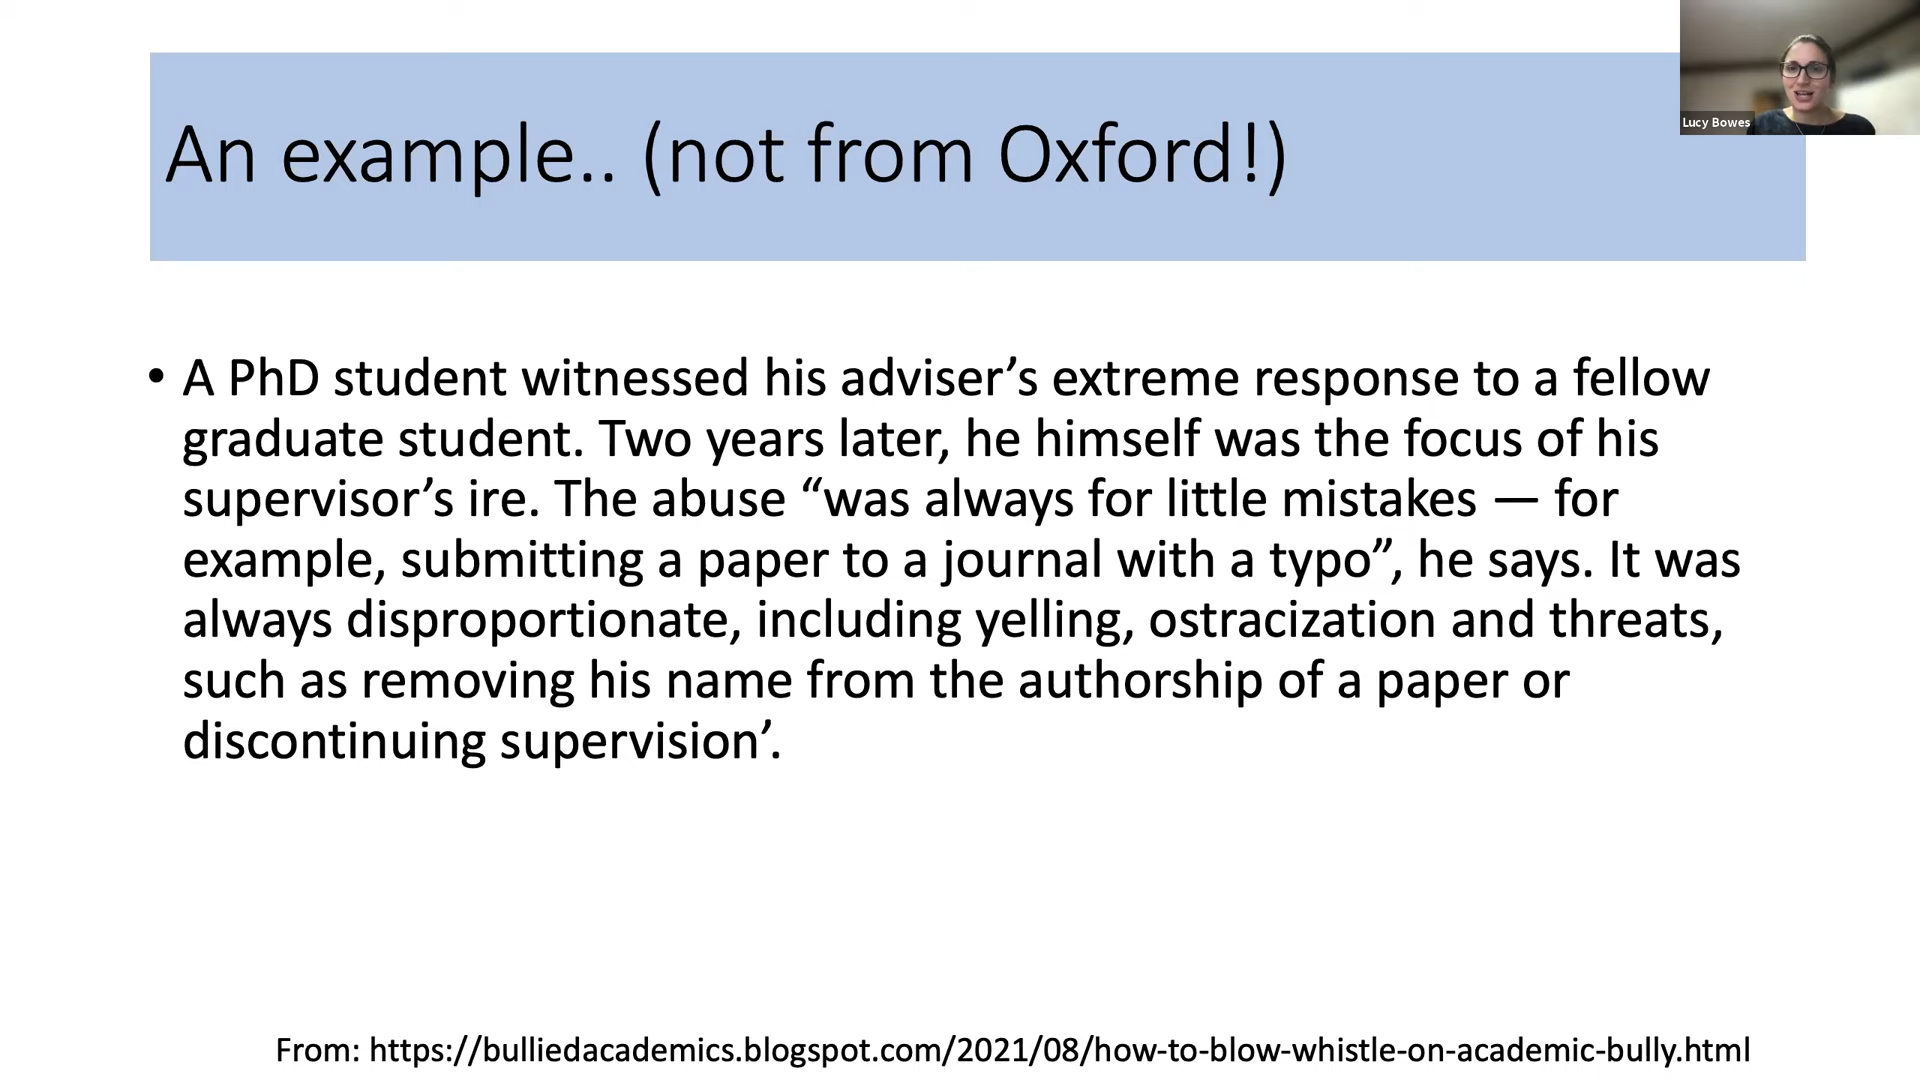 An example.. (not from Oxford!)
Lucy Bowes
• A PhD student witnessed his adviser’s extreme response to a fellow
graduate student. Two years later, he himself was the focus of his
supervisor’s ire. The abuse “was always for little mistakes — for
example, submitting a paper to a journal with a typo”, he says. It was
always disproportionate, including yelling, ostracization and threats,
such as removing his name from the authorship of a paper or
discontinuing supervision’.
From: https://bulliedacademics.blogspot.com/2021/08/how-to-blow-whistle-on-academic-bully.html